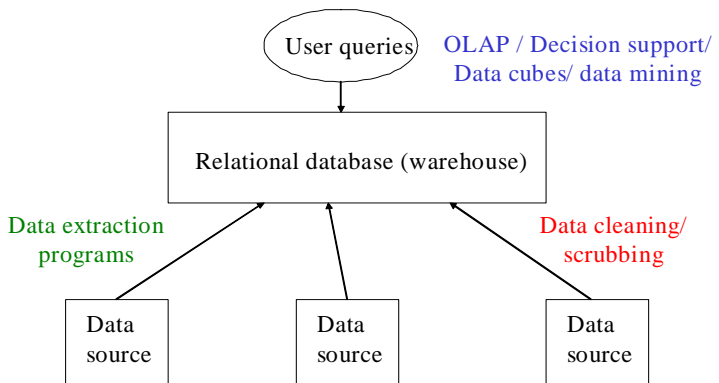 User queries
OLAP / Decision support/
Data cubes/ data mining
Relational database (warehouse)
Data extraction
programs
Data cleaning/
scrubbing
Data
source
Data
source
Data
source